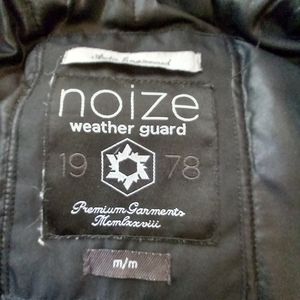 noize
weather guard
19 78
Premium Garments
Mcmlxxviii
m/m